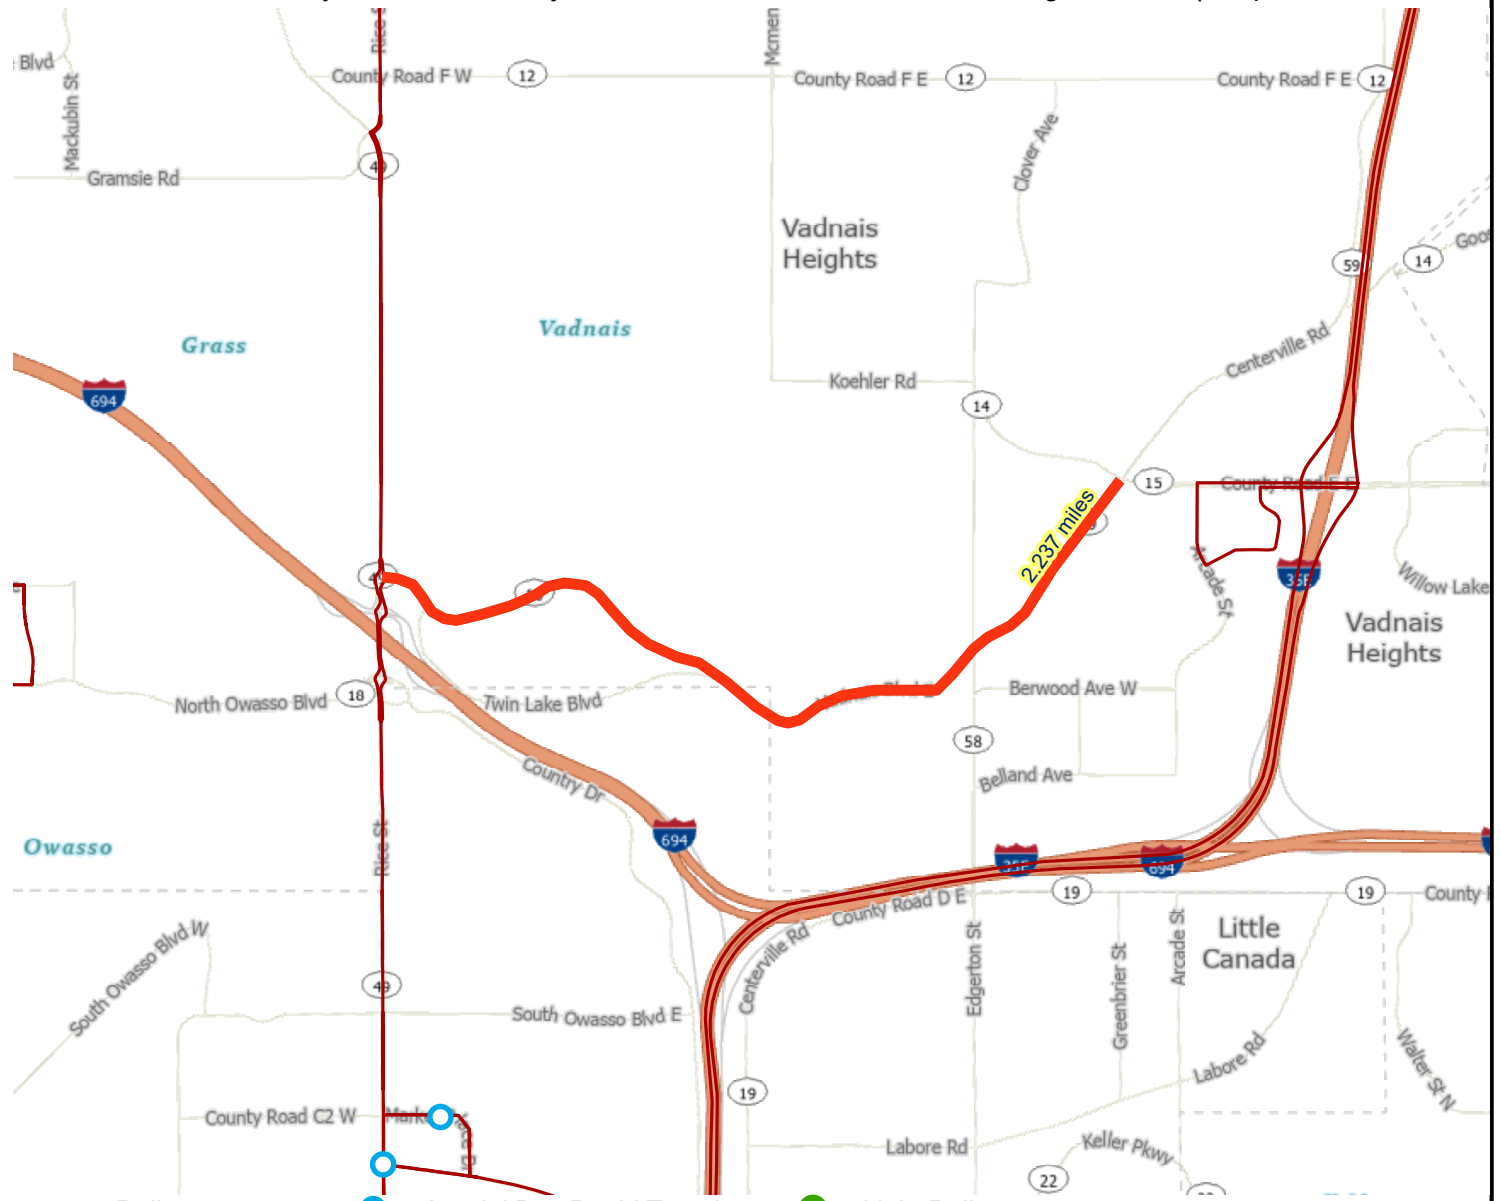 Blvd
Mackubin St
Rice S
County Road F W
12
Mcmen
County Road F E
12
County Road F E
12
Gramsie Rd
Clover Ave
Vadnais
Heights
59
14
Goos
Vadnais
Grass
Centerville Rd
694
Koehler Rd
14
15
2.237 miles
Arcade St
Willow Lake
Vadnais
Heights
North Owasso Blvd
18
Twin Lake Blvd
Berwood Ave W
58
Country Dr
Belland Ave
694
Owasso
Rice St
35E
694
19
19
County
County Road D E
Little
Canada
South Owasso Blvd W
Centerville Rd
Edgerton St
Greenbrier St
Arcade St
49
South Owasso Blvd E
Labore Rd
Walter St N
19
County Road C2 W
Labore Rd
Keller Pkwy
22